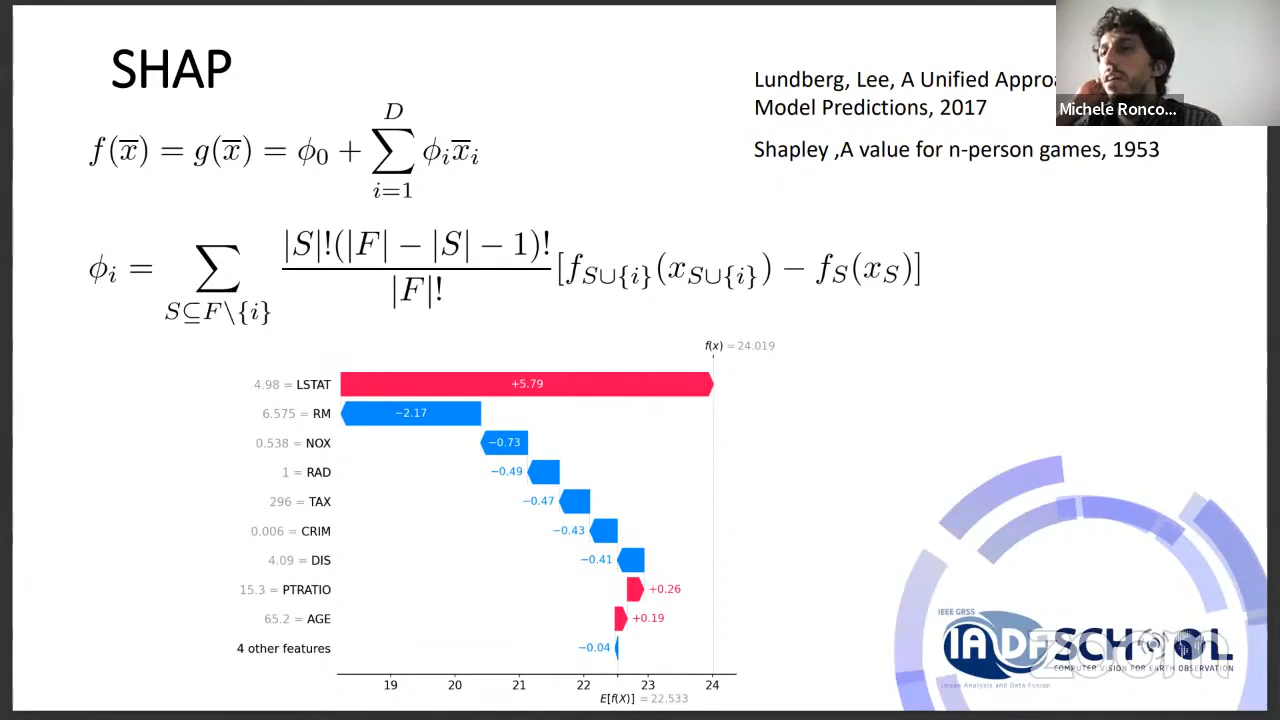 SHAP
Lundberg, Lee, A Unified Approa
Model Predictions, 2017
Shapley ,A value for n-person games, 1953
Michele Ronco...
f(x̅) = g(x̅) = ϕ₀ + ∑_{i=1}^{D} ϕᵢx̅ᵢ
ϕᵢ = ∑_{S⊆F\{i}} |S|!(|F| − |S| − 1)! / |F|! [f_{S∪{i}}(x_{S∪{i}}) − f_S(x_S)]
f(x) = 24.019
4.98 = LSTAT +5.79
6.575 = RM −2.17
0.538 = NOX −0.73
1 = RAD −0.49
296 = TAX −0.47
0.006 = CRIM −0.43
4.09 = DIS −0.41
15.3 = PTRATIO +0.26
65.2 = AGE +0.19
4 other features −0.04
19 20 21 22 23 24
E[f(X)] = 22.533
IEEE GRSS
IADFSCHOOL
COMPUTER VISION FOR EARTH OBSERVATION
Image Analysis and Data Fusion
zoom